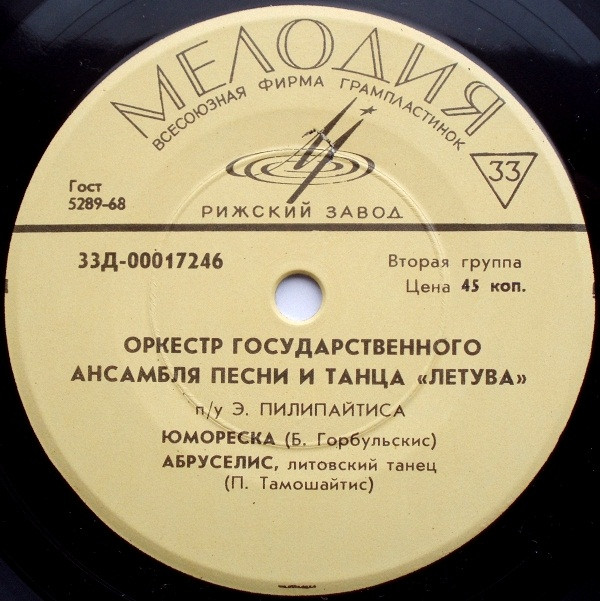 МЕЛОДИЯ
ВСЕСОЮЗНАЯ ФИРМА ГРАМПЛАСТИНОК
33
Гост
5289-68
РИЖСКИЙ ЗАВОД
33Д-00017246
Вторая группа
Цена 45 коп.
ОРКЕСТР ГОСУДАРСТВЕННОГО
АНСАМБЛЯ ПЕСНИ И ТАНЦА «ЛЕТУВА»
п/у Э. ПИЛИПАЙТИСА
ЮМОРЕСКА (Б. Горбульскис)
АБРУСЕЛИС, литовский танец
(П. Тамошайтис)